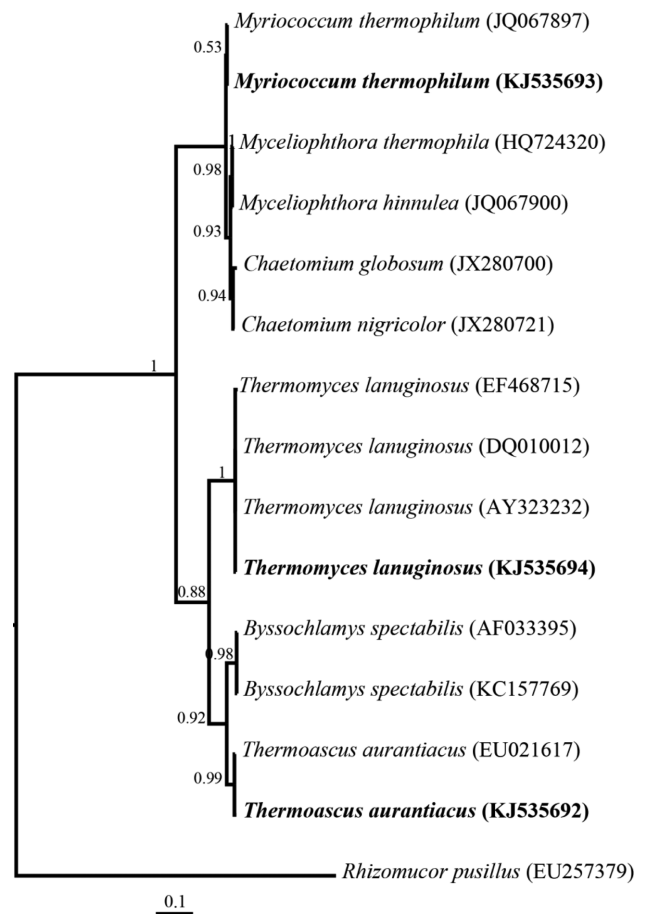 Myriococcum thermophilum (JQ067897)
0.53
Myriococcum thermophilum (KJ535693)
1
Myceliophthora thermophila (HQ724320)
0.98
Myceliophthora hinnulea (JQ067900)
0.93
Chaetomium globosum (JX280700)
0.94
Chaetomium nigricolor (JX280721)
1
Thermomyces lanuginosus (EF468715)
Thermomyces lanuginosus (DQ010012)
1
Thermomyces lanuginosus (AY323232)
Thermomyces lanuginosus (KJ535694)
0.88
Byssochlamys spectabilis (AF033395)
0.98
Byssochlamys spectabilis (KC157769)
0.92
Thermoascus aurantiacus (EU021617)
0.99
Thermoascus aurantiacus (KJ535692)
Rhizomucor pusillus (EU257379)
0.1